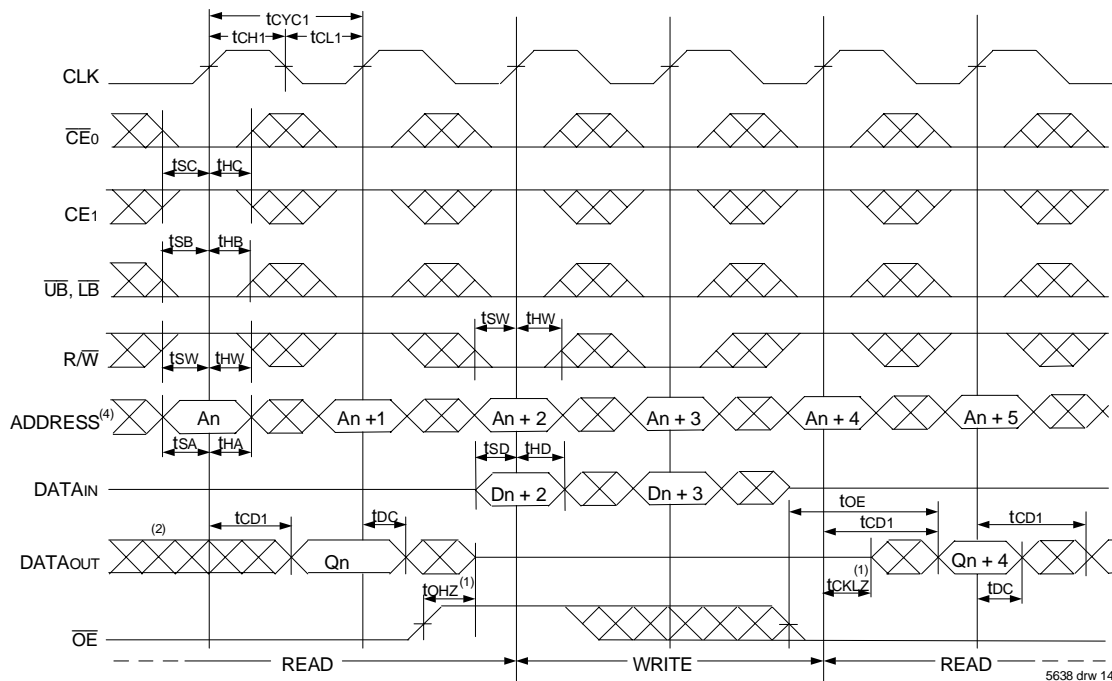 tCYC1
tCH1 tCL1
CLK
CE0
tSC tHC
CE1
tSB tHB
UB, LB
tSW tHW
R/W
tSW tHW
ADDRESS(4) An An +1 An + 2 An + 3 An + 4 An + 5
tSA tHA tSD tHD
DATAIN Dn + 2 Dn + 3
tOE
(2) tCD1 tDC tCD1 tCD1
DATAOUT Qn Qn + 4
tOHZ(1) tCKLZ(1) tDC
OE
READ WRITE READ
5638 drw 14